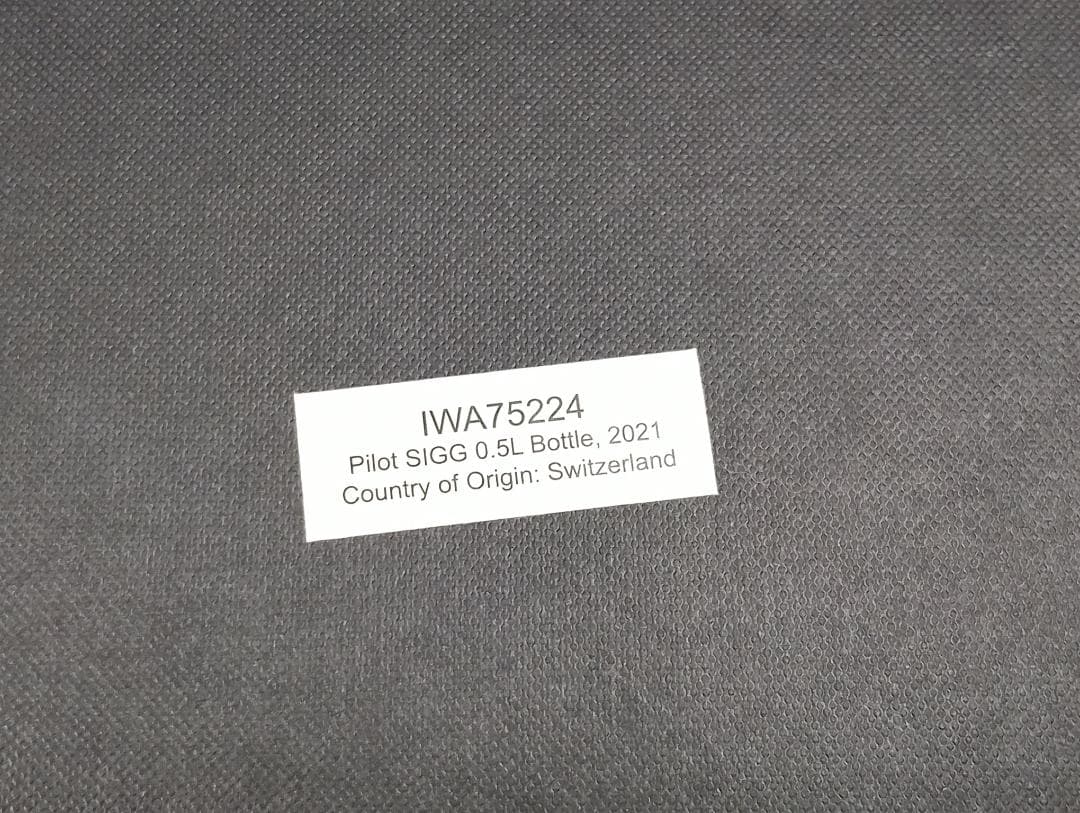 IWA75224
Pilot SIGG 0.5L Bottle, 2021
Country of Origin: Switzerland